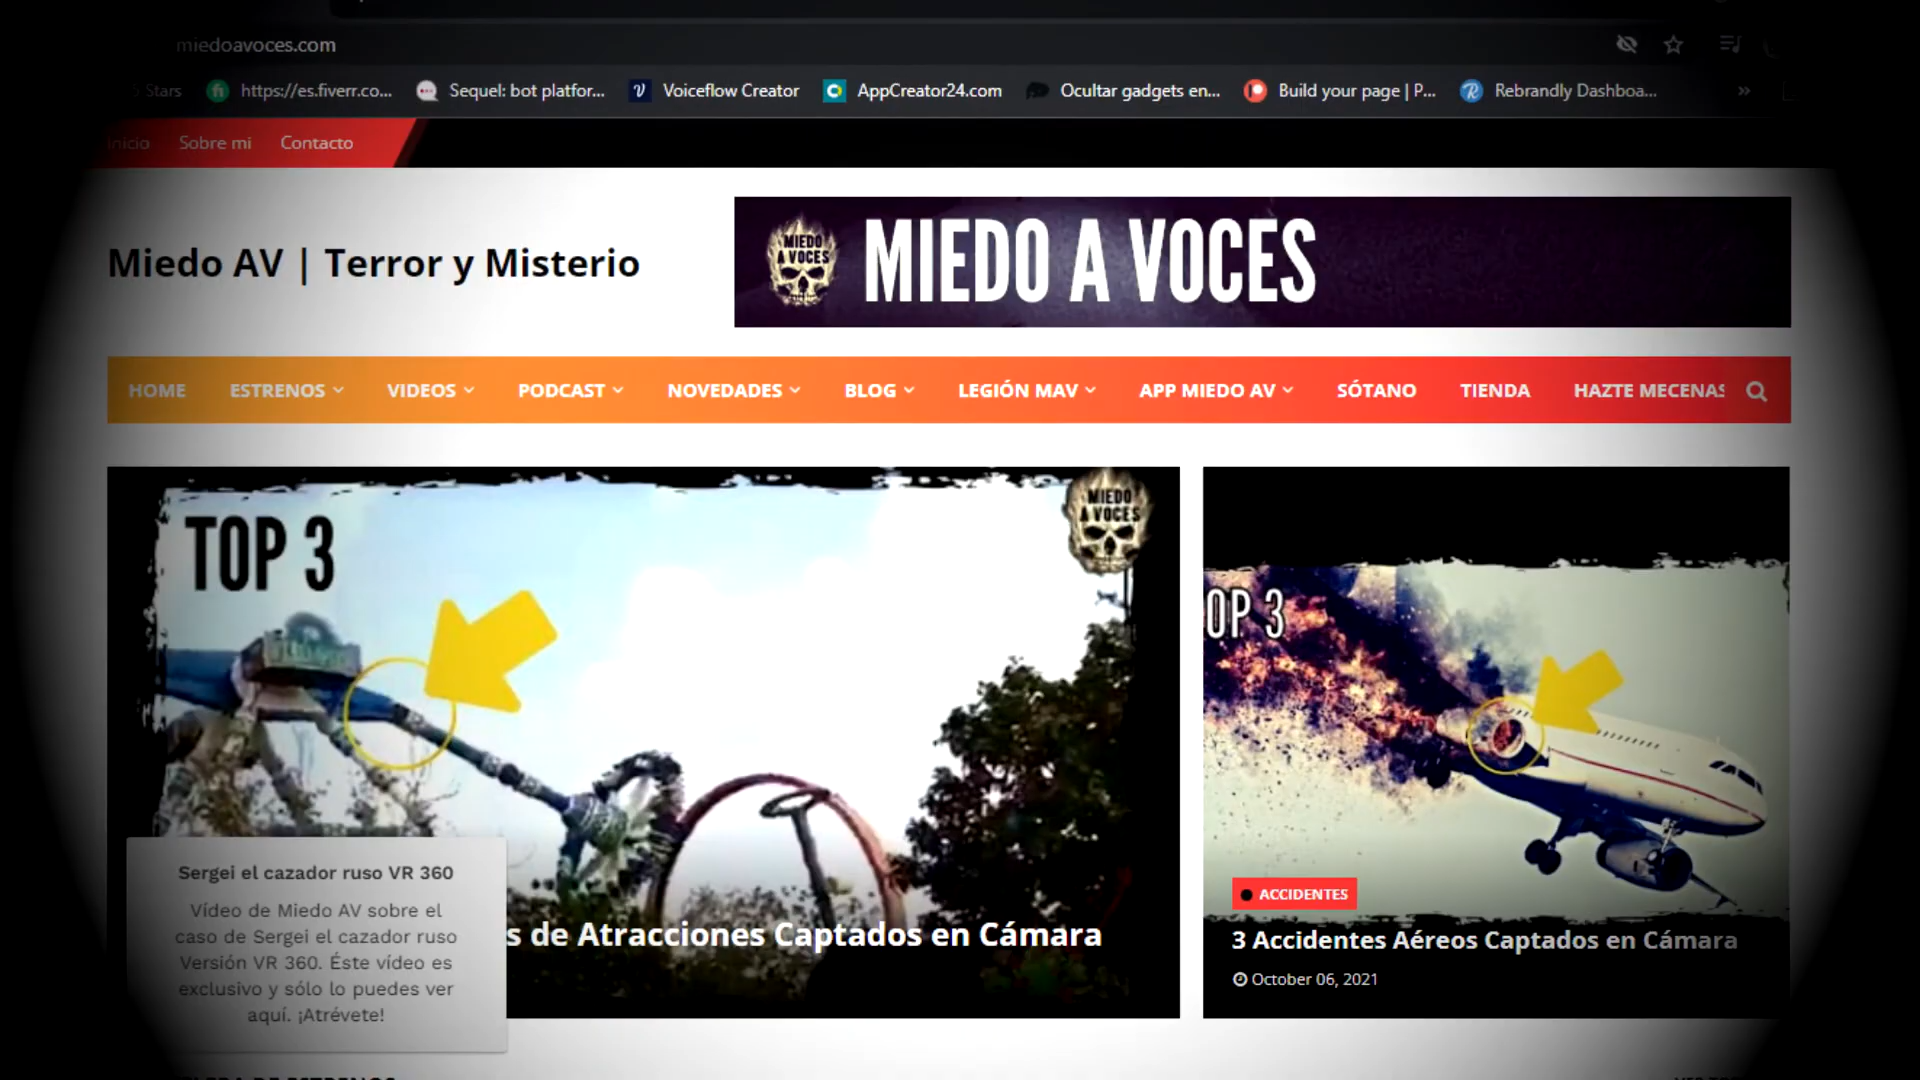 miedoavoces.com
Stars https://es.fiverr.co... Sequel: bot platfor... Voiceflow Creator AppCreator24.com Ocultar gadgets en... Build your page | P... Rebrandly Dashboa... »
Inicio Sobre mi Contacto
Miedo AV | Terror y Misterio
MIEDO A VOCES
MIEDO A VOCES
HOME ESTRENOS VIDEOS PODCAST NOVEDADES BLOG LEGIÓN MAV APP MIEDO AV SÓTANO TIENDA HAZTE MECENAS
TOP 3
MIEDO
A VOCES
OP 3
Sergei el cazador ruso VR 360
Vídeo de Miedo AV sobre el
caso de Sergei el cazador ruso
Versión VR 360. Éste vídeo es
exclusivo y sólo lo puedes ver
aquí. ¡Atrévete!
s de Atracciones Captados en Cámara
ACCIDENTES
3 Accidentes Aéreos Captados en Cámara
October 06, 2021